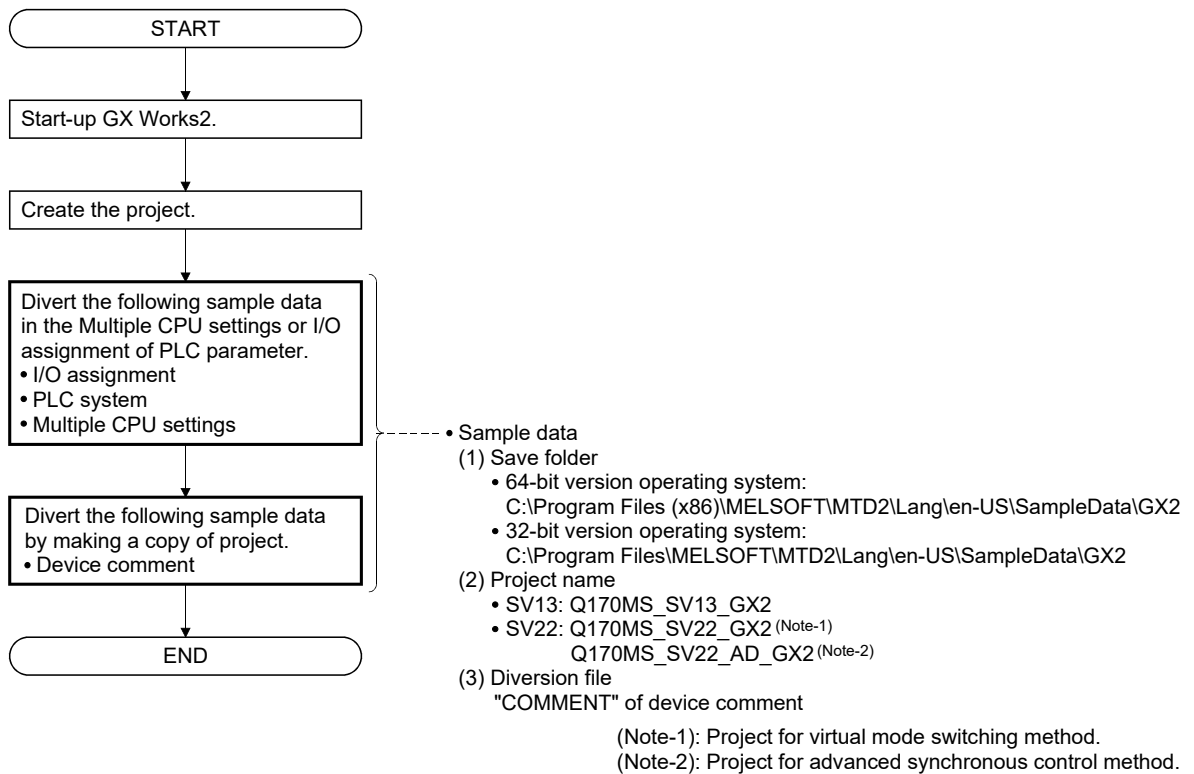 START
Start-up GX Works2.
Create the project.
Divert the following sample data
in the Multiple CPU settings or I/O
assignment of PLC parameter.
• I/O assignment
• PLC system
• Multiple CPU settings
Divert the following sample data
by making a copy of project.
• Device comment
END
• Sample data
(1) Save folder
• 64-bit version operating system:
C:\Program Files (x86)\MELSOFT\MTD2\Lang\en-US\SampleData\GX2
• 32-bit version operating system:
C:\Program Files\MELSOFT\MTD2\Lang\en-US\SampleData\GX2
(2) Project name
• SV13: Q170MS_SV13_GX2
• SV22: Q170MS_SV22_GX2 (Note-1)
Q170MS_SV22_AD_GX2 (Note-2)
(3) Diversion file
"COMMENT" of device comment
(Note-1): Project for virtual mode switching method.
(Note-2): Project for advanced synchronous control method.